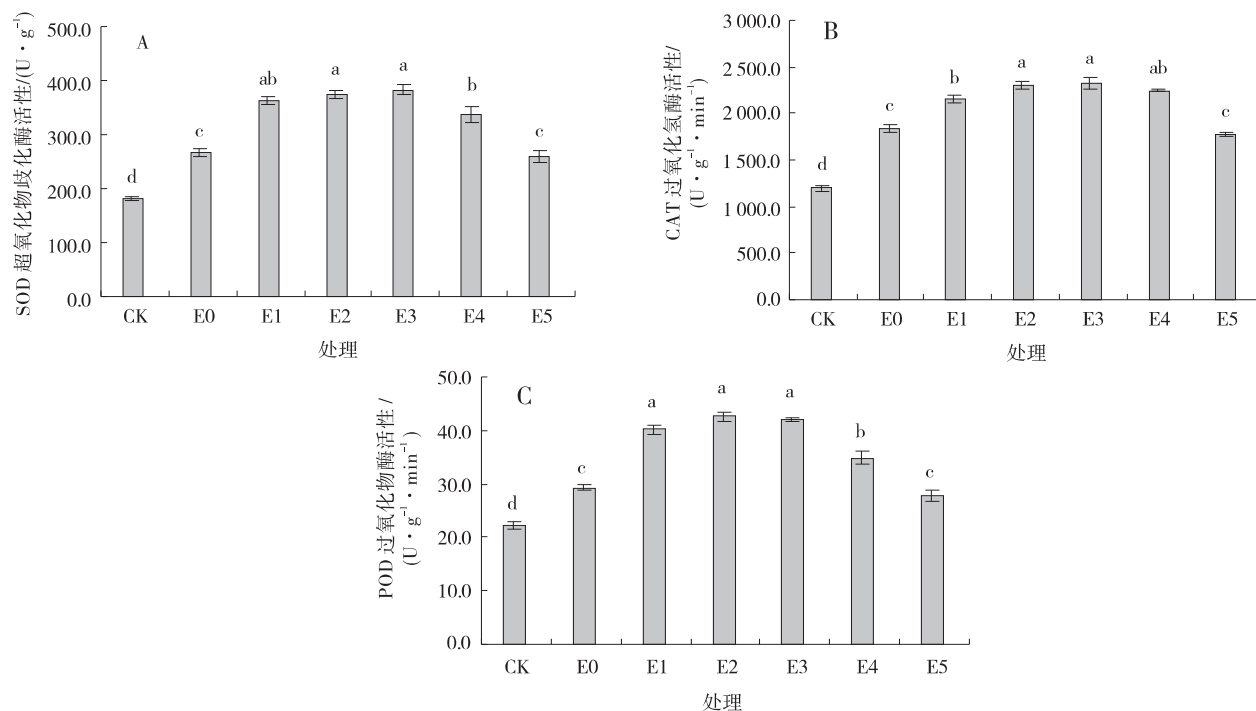 SOD 超氧化物歧化酶活性/(U·g⁻¹)
500.0
400.0
300.0
200.0
100.0
0.0
A
d
c
ab
a
a
b
c
CK E0 E1 E2 E3 E4 E5
处理
CAT 过氧化氢酶活性/
(U·g⁻¹·min⁻¹)
3 000.0
2 500.0
2 000.0
1 500.0
1 000.0
500.0
0.0
B
d
c
b
a
a
ab
c
CK E0 E1 E2 E3 E4 E5
处理
POD 过氧化物酶活性/
(U·g⁻¹·min⁻¹)
50.0
40.0
30.0
20.0
10.0
0.0
C
d
c
a
a
a
b
c
CK E0 E1 E2 E3 E4 E5
处理